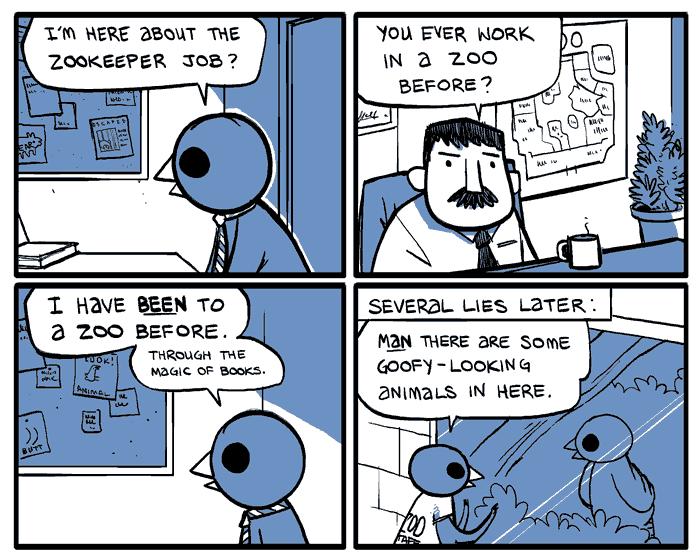 I'M HERE ABOUT THE
ZOOKEEPER JOB?
ESCAPED
YOU EVER WORK
IN A ZOO
BEFORE?
I HAVE BEEN TO
A ZOO BEFORE.
THROUGH THE
MAGIC OF BOOKS.
LOOK!
ANIMAL
BUTT
SEVERAL LIES LATER:
MAN THERE ARE SOME
GOOFY-LOOKING
ANIMALS IN HERE.
ZOO